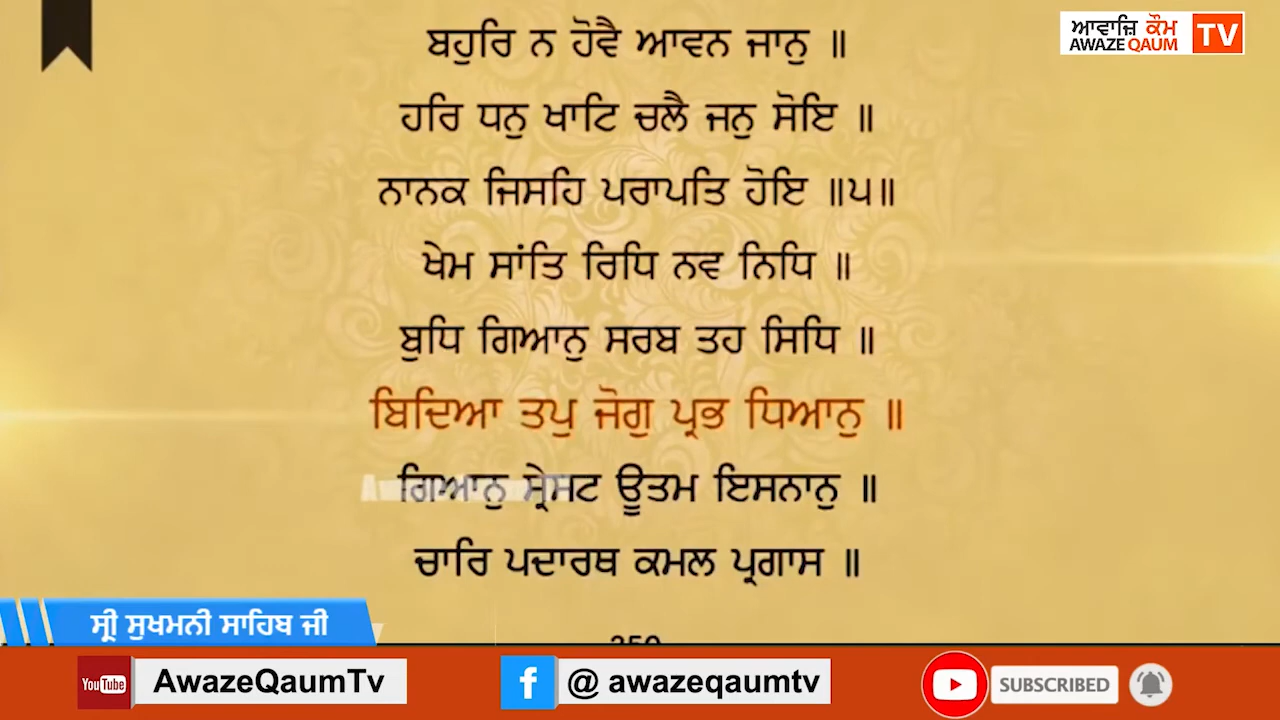 ਆਵਾਜ਼ਿ ਕੌਮ
AWAZE QAUM TV
ਬਹੁਰਿ ਨ ਹੋਵੈ ਆਵਨ ਜਾਨੁ ॥
ਹਰਿ ਧਨੁ ਖਾਟਿ ਚਲੈ ਜਨੁ ਸੋਇ ॥
ਨਾਨਕ ਜਿਸਹਿ ਪਰਾਪਤਿ ਹੋਇ ॥੫॥
ਖੇਮ ਸਾਂਤਿ ਰਿਧਿ ਨਵ ਨਿਧਿ ॥
ਬੁਧਿ ਗਿਆਨੁ ਸਰਬ ਤਹ ਸਿਧਿ ॥
ਬਿਦਿਆ ਤਪੁ ਜੋਗੁ ਪ੍ਰਭ ਧਿਆਨੁ ॥
ਗਿਆਨੁ ਸ੍ਰੇਸਟ ਊਤਮ ਇਸਨਾਨੁ ॥
ਚਾਰਿ ਪਦਾਰਥ ਕਮਲ ਪ੍ਰਗਾਸ ॥
ਸ੍ਰੀ ਸੁਖਮਨੀ ਸਾਹਿਬ ਜੀ
YouTube AwazeQaumTv
f @ awazeqaumtv
SUBSCRIBED